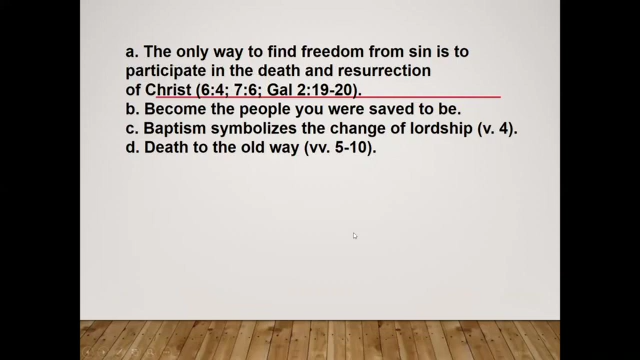 a. The only way to find freedom from sin is to
participate in the death and resurrection
of Christ (6:4; 7:6; Gal 2:19-20).
b. Become the people you were saved to be.
c. Baptism symbolizes the change of lordship (v. 4).
d. Death to the old way (vv. 5-10).